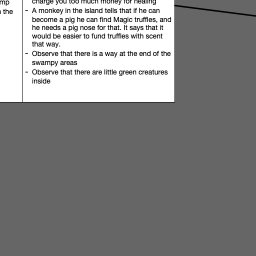 mp
charge you too much money for healing
n the
- A monkey in the Island tells that if he can
become a pig he can find Magic truffles, and
he needs a pig nose for that. It says that it
would be easier to fund truffles with scent
that way.
- Observe that there is a way at the end of the
swampy areas
- Observe that there are little green creatures
inside